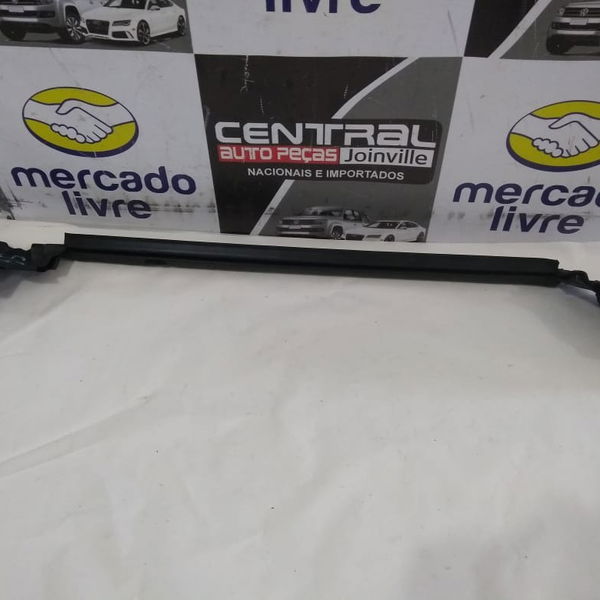 livre
mercado
livre
CENTRAL
AUTO PEÇAS Joinville
NACIONAIS E IMPORTADOS
mercado
livre